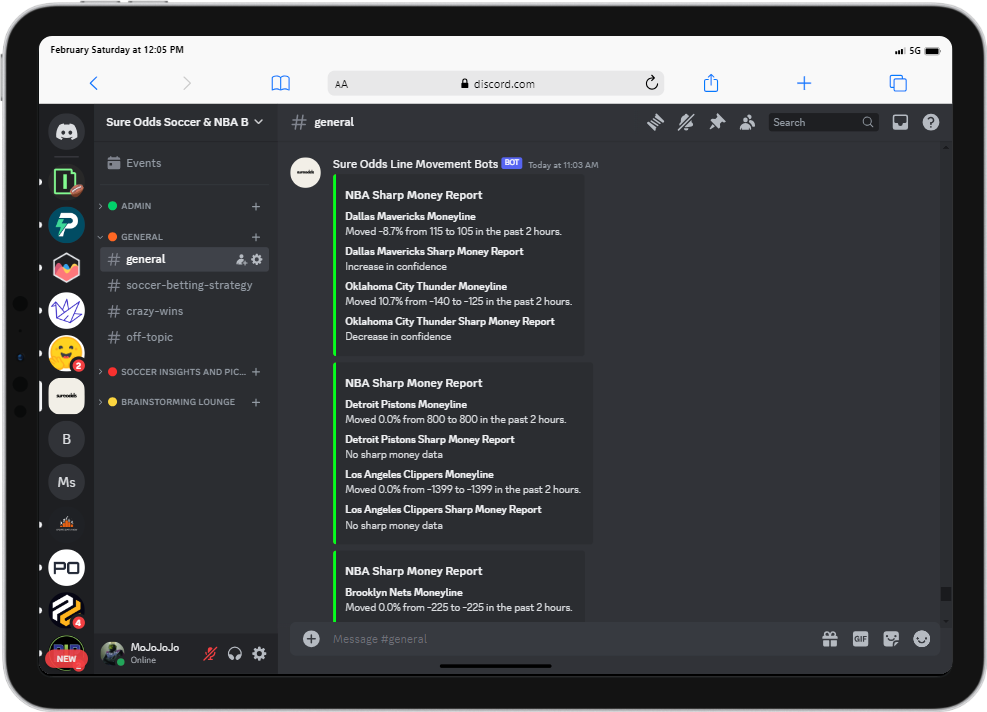 February Saturday at 12:05 PM
5G
AA
discord.com
Sure Odds Soccer & NBA B
general
Search
Events
ADMIN
GENERAL
general
soccer-betting-strategy
crazy-wins
off-topic
SOCCER INSIGHTS AND PIC...
BRAINSTORMING LOUNGE
2
sureodds
B
Ms
PO
4
NEW
MoJoJoJo
Online
sureodds
Sure Odds Line Movement Bots BOT Today at 11:03 AM
NBA Sharp Money Report
Dallas Mavericks Moneyline
Moved -8.7% from 115 to 105 in the past 2 hours.
Dallas Mavericks Sharp Money Report
Increase in confidence
Oklahoma City Thunder Moneyline
Moved 10.7% from -140 to -125 in the past 2 hours.
Oklahoma City Thunder Sharp Money Report
Decrease in confidence
NBA Sharp Money Report
Detroit Pistons Moneyline
Moved 0.0% from 800 to 800 in the past 2 hours.
Detroit Pistons Sharp Money Report
No sharp money data
Los Angeles Clippers Moneyline
Moved 0.0% from -1399 to -1399 in the past 2 hours.
Los Angeles Clippers Sharp Money Report
No sharp money data
NBA Sharp Money Report
Brooklyn Nets Moneyline
Moved 0.0% from -225 to -225 in the past 2 hours.
Message #general
GIF